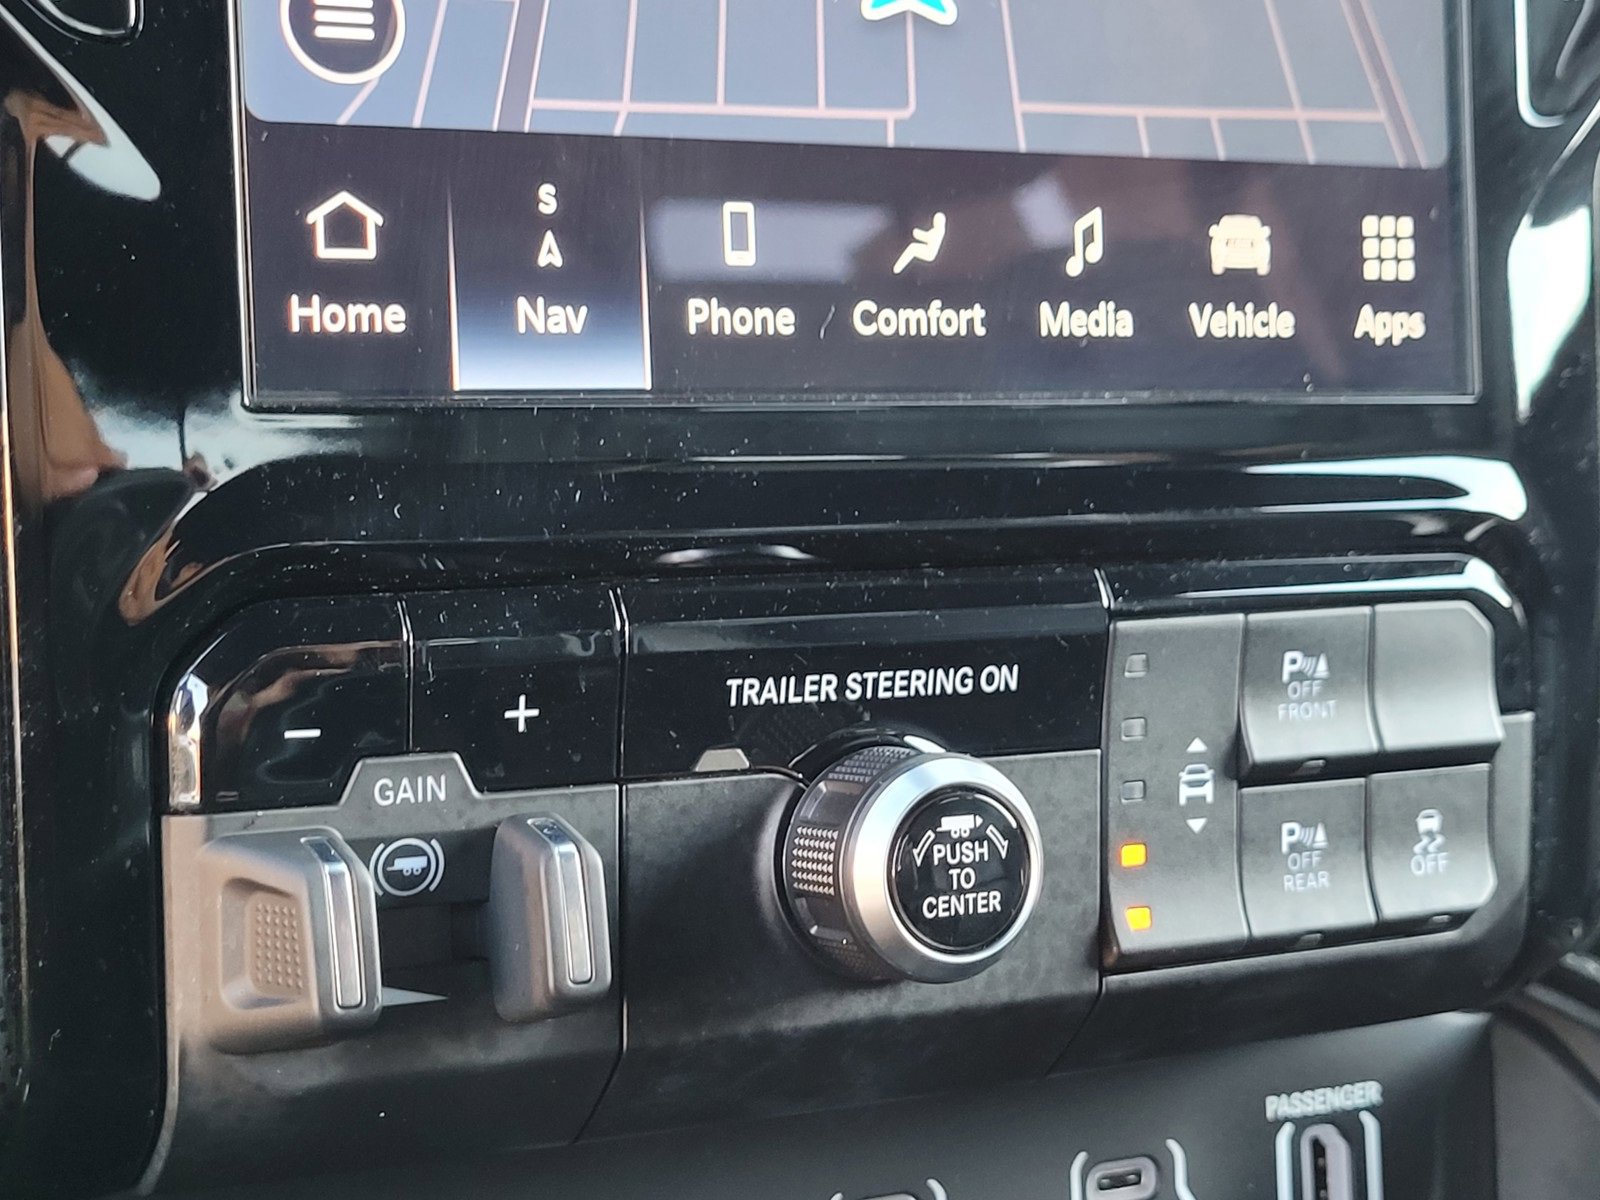 S
Home
Nav
Phone
Comfort
Media
Vehicle
Apps
- +
TRAILER STEERING ON
GAIN
PUSH
TO
CENTER
P
OFF
FRONT
P
OFF
REAR
OFF
PASSENGER